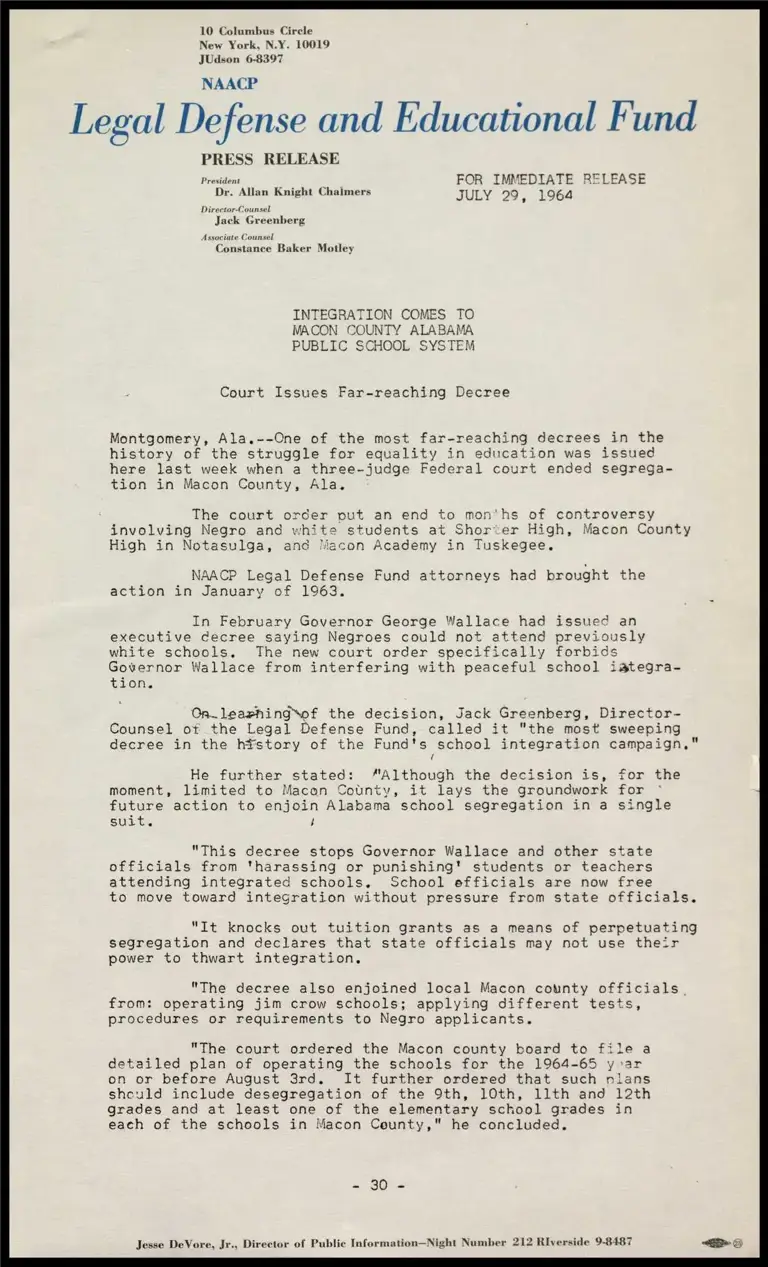 10 Columbus Circle
New York, N.Y. 10019
JUdson 6-8397
NAACP
Legal Defense and Educational Fund
PRESS RELEASE
President
Dr. Allan Knight Chalmers
Director-Counsel
Jack Greenberg
Associate Counsel
Constance Baker Motley
FOR IMMEDIATE RELEASE
JULY 29, 1964
INTEGRATION COMES TO
MACON COUNTY ALABAMA
PUBLIC SCHOOL SYSTEM
Court Issues Far-reaching Decree
Montgomery, Ala.--One of the most far-reaching decrees in the
history of the struggle for equality in education was issued
here last week when a three-judge Federal court ended segrega-
tion in Macon County, Ala.
The court order put an end to months of controversy
involving Negro and white students at Shorter High, Macon County
High in Notasulga, and Macon Academy in Tuskegee.
NAACP Legal Defense Fund attorneys had brought the
action in January of 1963.
In February Governor George Wallace had issued an
executive decree saying Negroes could not attend previously
white schools. The new court order specifically forbids
Governor Wallace from interfering with peaceful school integra-
tion.
On learning of the decision, Jack Greenberg, Director-
Counsel of the Legal Defense Fund, called it "the most sweeping
decree in the history of the Fund's school integration campaign."
He further stated: "Although the decision is, for the
moment, limited to Macon County, it lays the groundwork for
future action to enjoin Alabama school segregation in a single
suit.
"This decree stops Governor Wallace and other state
officials from 'harassing or punishing' students or teachers
attending integrated schools. School officials are now free
to move toward integration without pressure from state officials.
"It knocks out tuition grants as a means of perpetuating
segregation and declares that state officials may not use their
power to thwart integration.
"The decree also enjoined local Macon county officials
from: operating jim crow schools; applying different tests,
procedures or requirements to Negro applicants.
"The court ordered the Macon county board to file a
detailed plan of operating the schools for the 1964-65 year
on or before August 3rd. It further ordered that such plans
should include desegregation of the 9th, 10th, 11th and 12th
grades and at least one of the elementary school grades in
each of the schools in Macon County," he concluded.
- 30 -
Jesse DeVore, Jr., Director of Public Information—Night Number 212 RIverside 9-8487